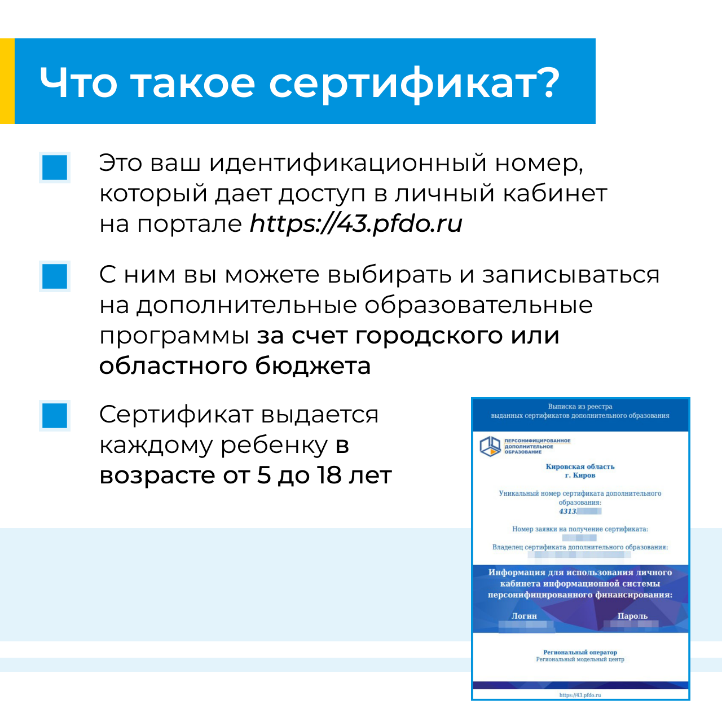 Что такое сертификат?
Это ваш идентификационный номер,
который дает доступ в личный кабинет
на портале https://43.pfdo.ru
С ним вы можете выбирать и записываться
на дополнительные образовательные
программы за счет городского или
областного бюджета
Сертификат выдается
каждому ребенку в
возрасте от 5 до 18 лет
Выписка из реестра
выданных сертификатов дополнительного образования
ПЕРСОНИФИЦИРОВАННОЕ
ДОПОЛНИТЕЛЬНОЕ
ОБРАЗОВАНИЕ
Кировская область
г. Киров
Уникальный номер сертификата дополнительного
образования:
4313
Номер заявки на получение сертификата:
Владелец сертификата дополнительного образования:
Информация для использования личного
кабинета информационной системы
персонифицированного финансирования:
Логин Пароль
Региональный оператор
Региональный модельный центр
https://43.pfdo.ru